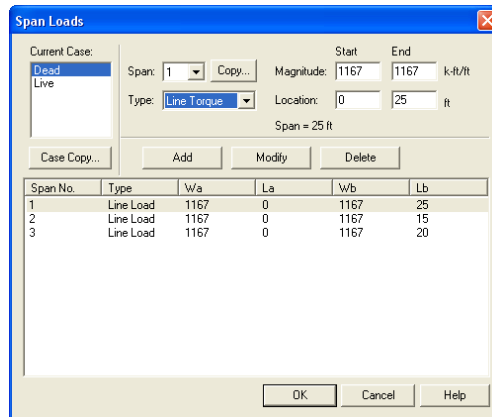 Span Loads
Current Case:
Dead
Live
Case Copy...
Span: 1 Copy...
Type: Line Torque
Start End
Magnitude: 1167 1167 k-ft/ft
Location: 0 25 ft
Span = 25 ft
Add Modify Delete
Span No. Type Wa La Wb Lb
1 Line Load 1167 0 1167 25
2 Line Load 1167 0 1167 15
3 Line Load 1167 0 1167 20
OK Cancel Help